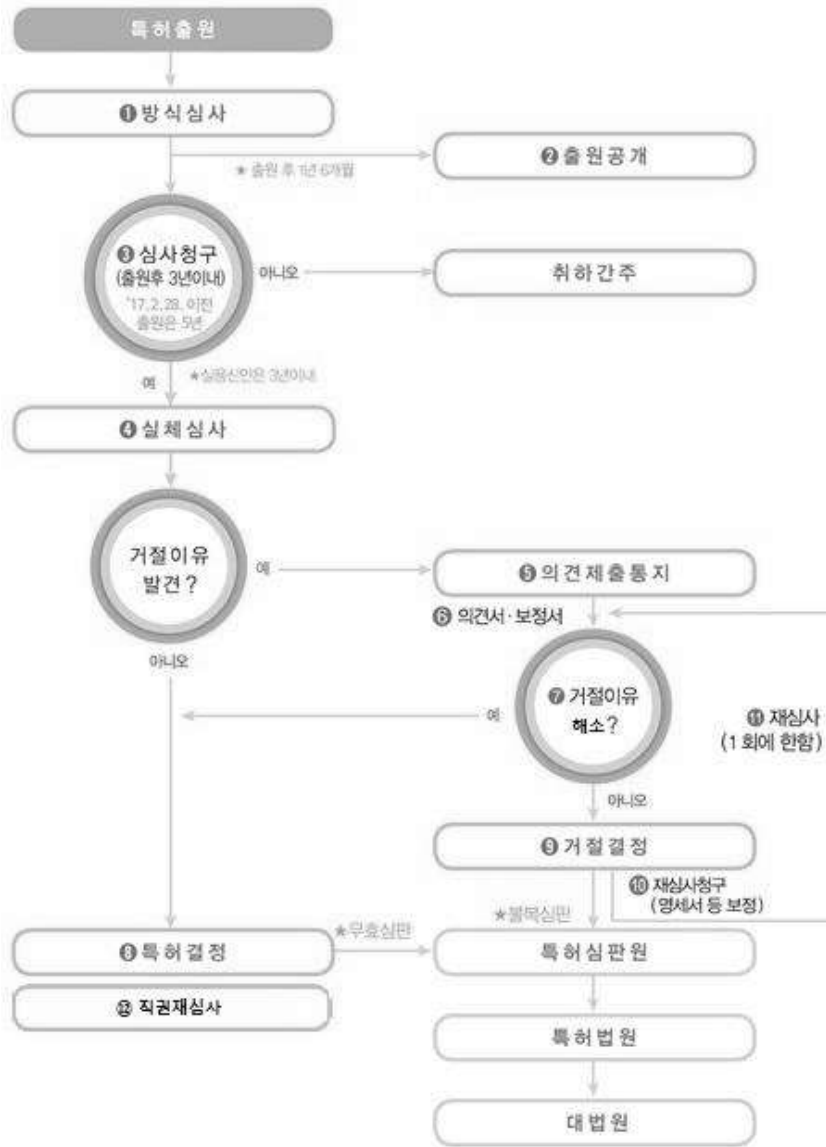 특허출원
❶ 방식심사
❷ 출원공개
★ 출원 후 1년 6개월
❸ 심사청구
(출원후 3년이내)
'17.2.28. 이전
출원은 5년
아니오
취하간주
예
★실용신안은 3년이내
❹ 실체심사
거절이유
발견?
예
❺ 의견제출통지
❻ 의견서·보정서
아니오
❼ 거절이유
해소?
예
⓫ 재심사
(1회에 한함)
아니오
❾ 거절결정
❿ 재심사청구
(명세서 등 보정)
★불복심판
★무효심판
❽ 특허결정
특허심판원
⓬ 직권재심사
특허법원
대법원